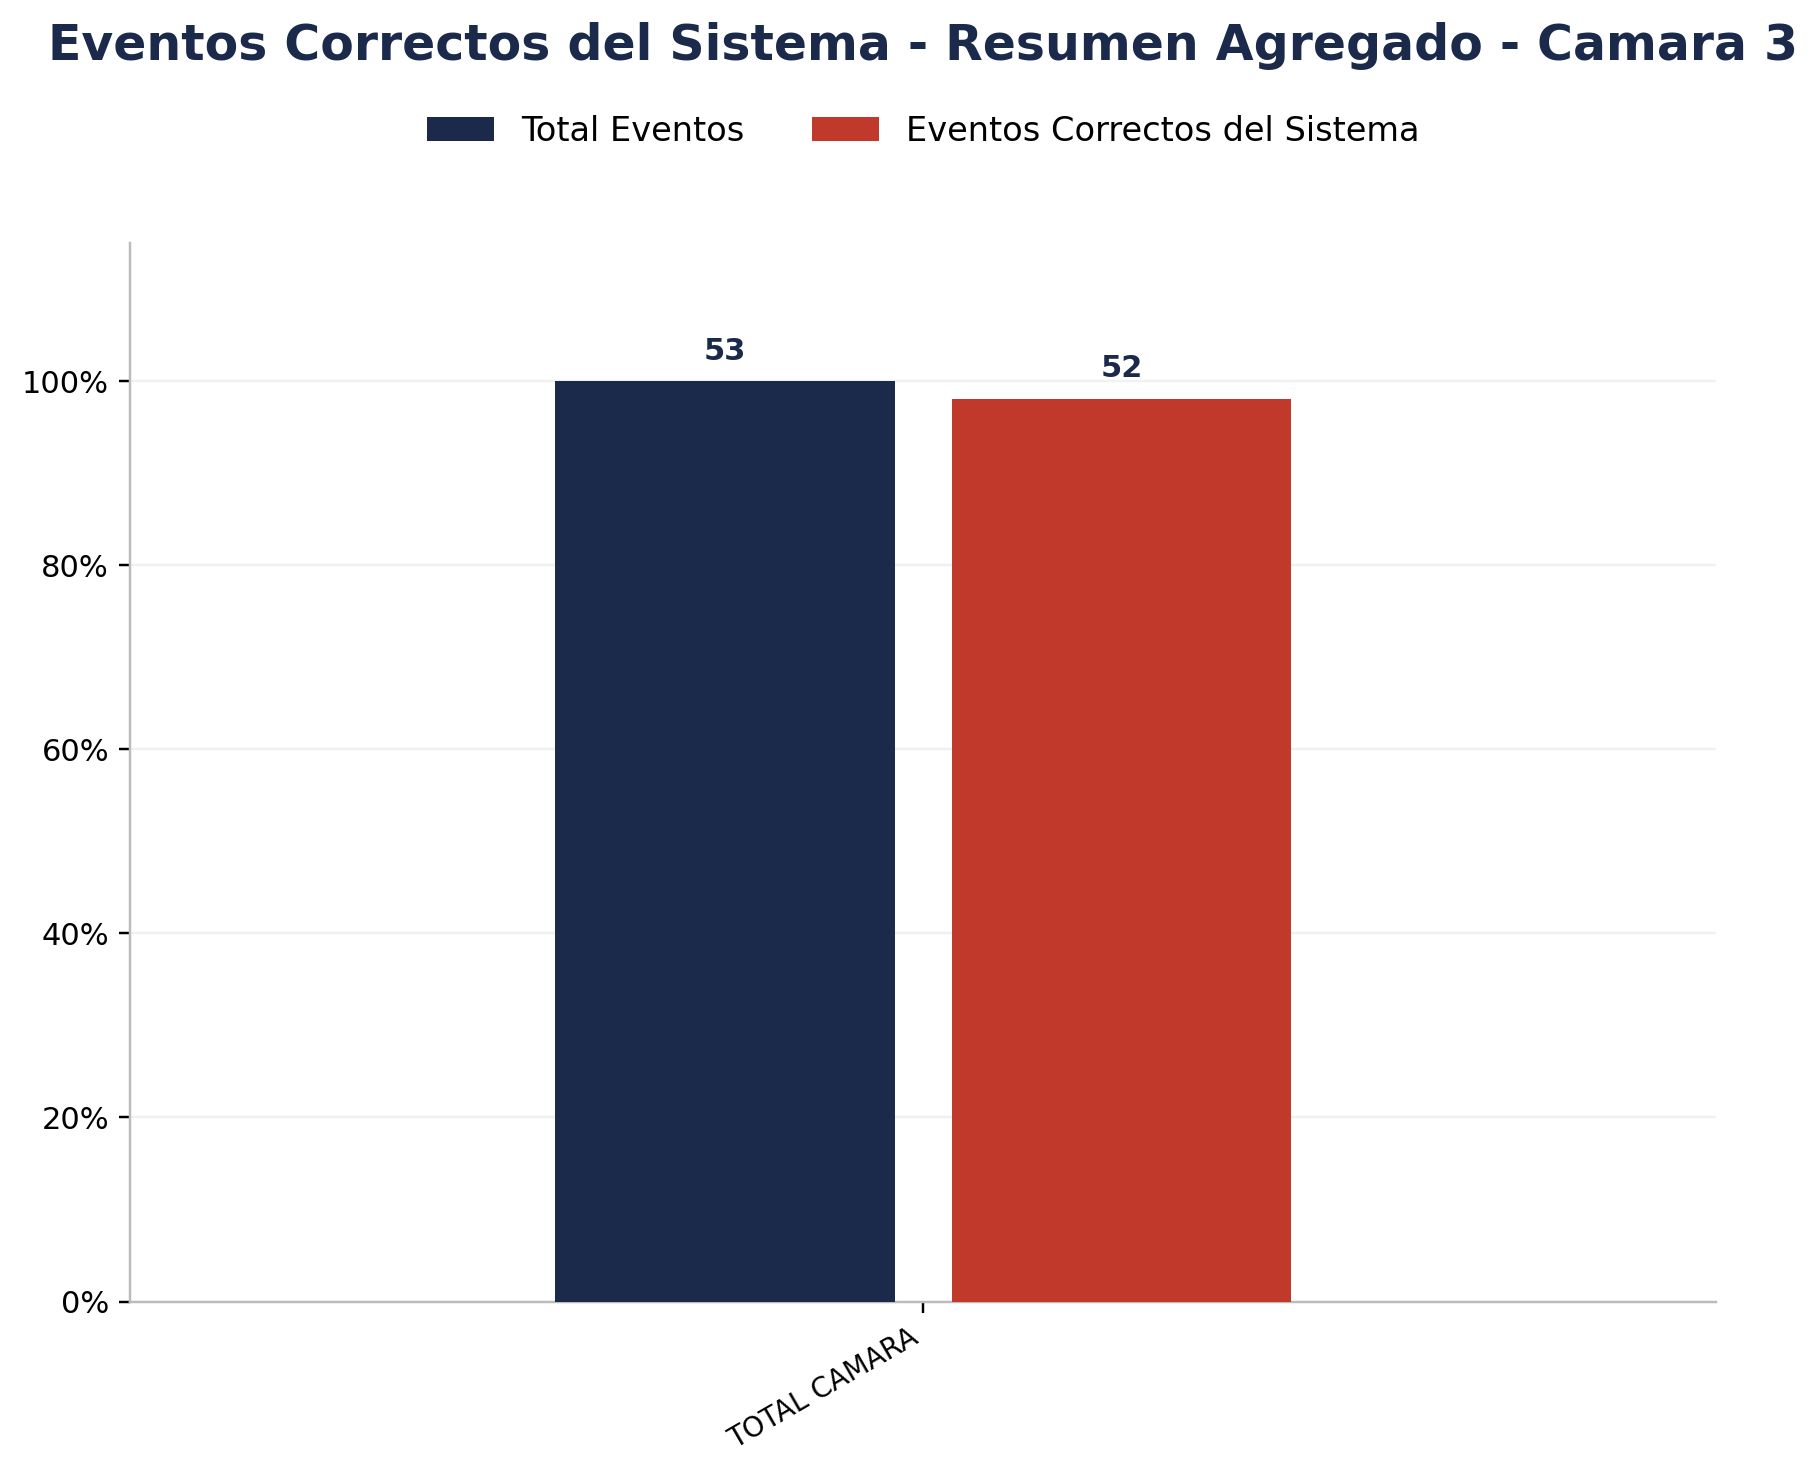 Eventos Correctos del Sistema - Resumen Agregado - Camara 3
Total Eventos
Eventos Correctos del Sistema
53
52
100%
80%
60%
40%
20%
0%
TOTAL CAMARA